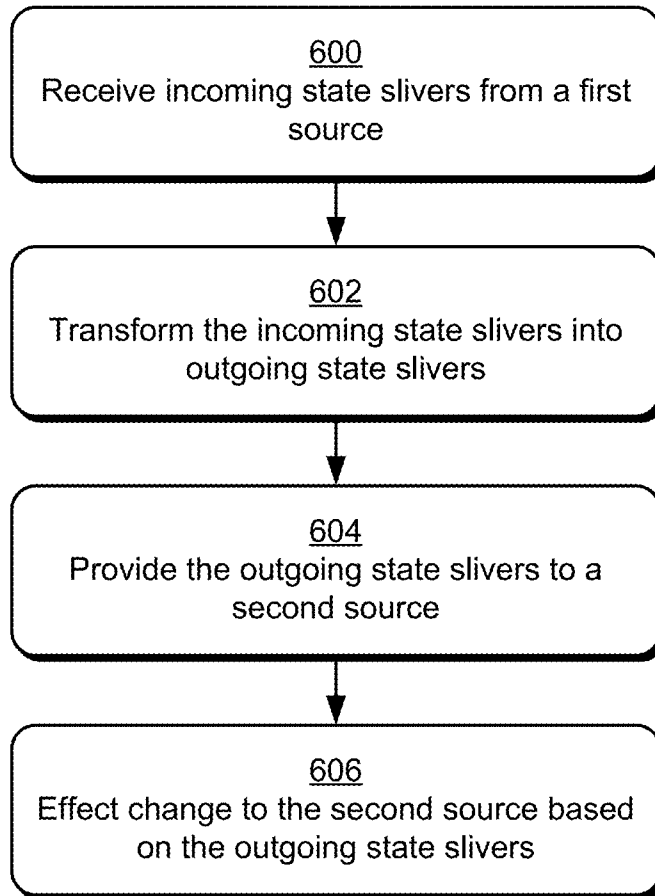 600
Receive incoming state slivers from a first
source
602
Transform the incoming state slivers into
outgoing state slivers
604
Provide the outgoing state slivers to a
second source
606
Effect change to the second source based
on the outgoing state slivers